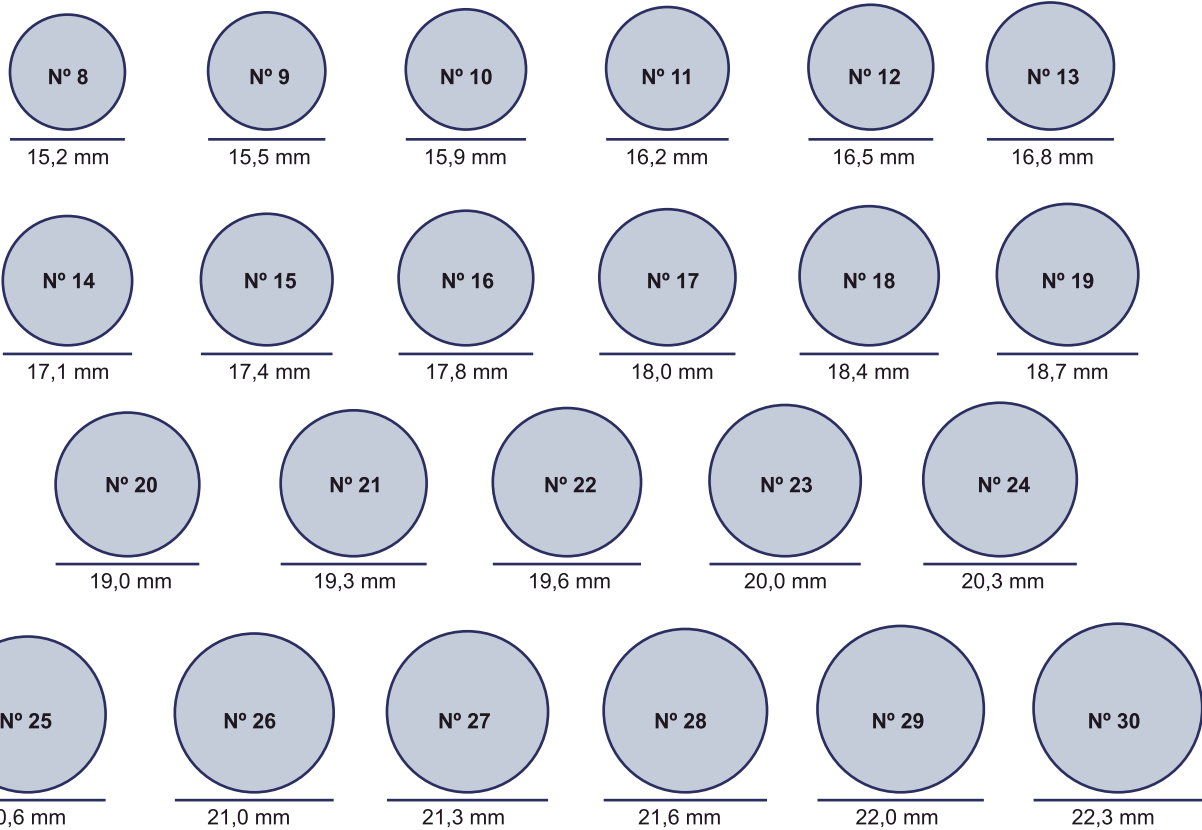 Nº 8 Nº 9 Nº 10 Nº 11 Nº 12 Nº 13
15,2 mm 15,5 mm 15,9 mm 16,2 mm 16,5 mm 16,8 mm
Nº 14 Nº 15 Nº 16 Nº 17 Nº 18 Nº 19
17,1 mm 17,4 mm 17,8 mm 18,0 mm 18,4 mm 18,7 mm
Nº 20 Nº 21 Nº 22 Nº 23 Nº 24
19,0 mm 19,3 mm 19,6 mm 20,0 mm 20,3 mm
Nº 25 Nº 26 Nº 27 Nº 28 Nº 29 Nº 30
0,6 mm 21,0 mm 21,3 mm 21,6 mm 22,0 mm 22,3 mm